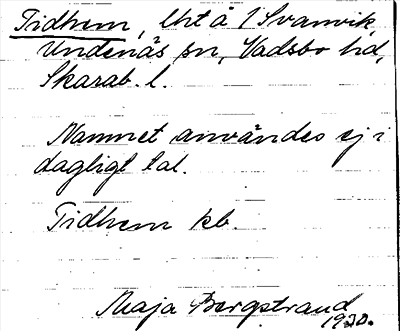 Tidhem, lht å 1 Svanvik,
Undenäs sn, Vadsbo hd,
Skarab. l.
Namnet användes ej i
dagligt tal.
Tidhem kb.
Maja Bergstrand
1930.